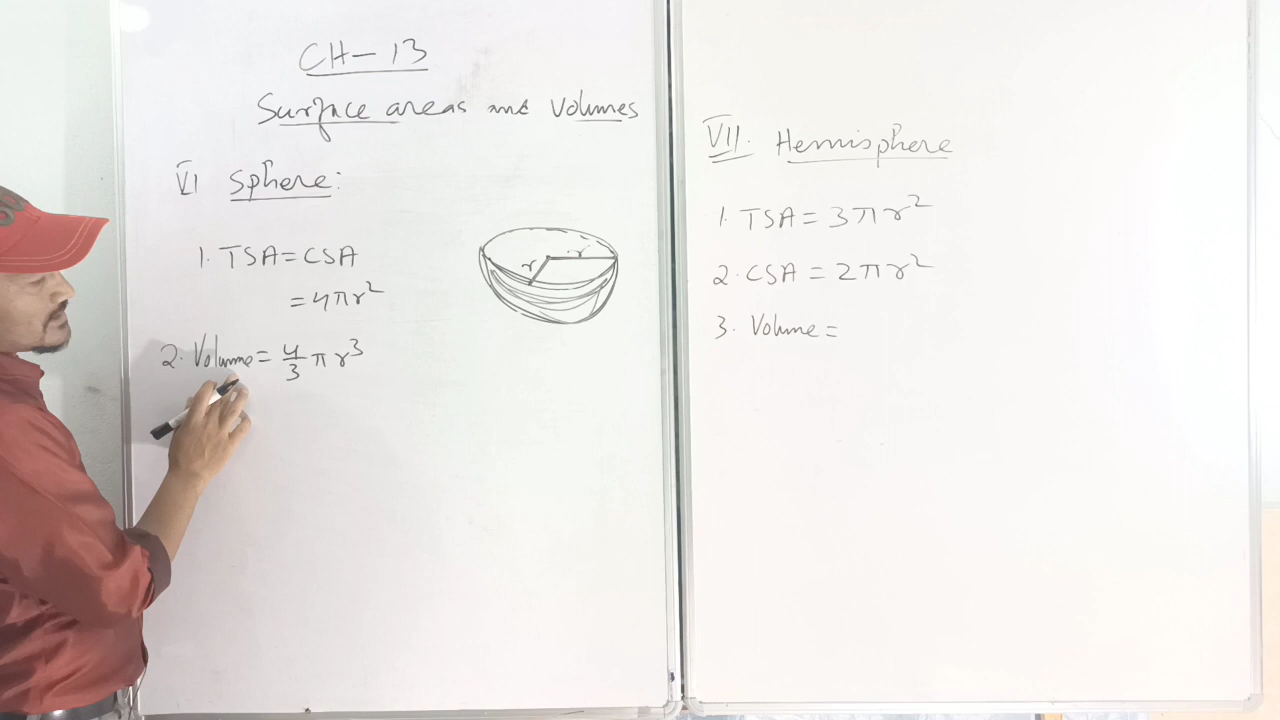 CH-13
Surface areas and Volumes
VI Sphere:
1. TSA = CSA
= 4πr²
2. Volume = 4/3 πr³
r r
VII. Hemisphere
1. TSA = 3πr²
2. CSA = 2πr²
3. Volume =